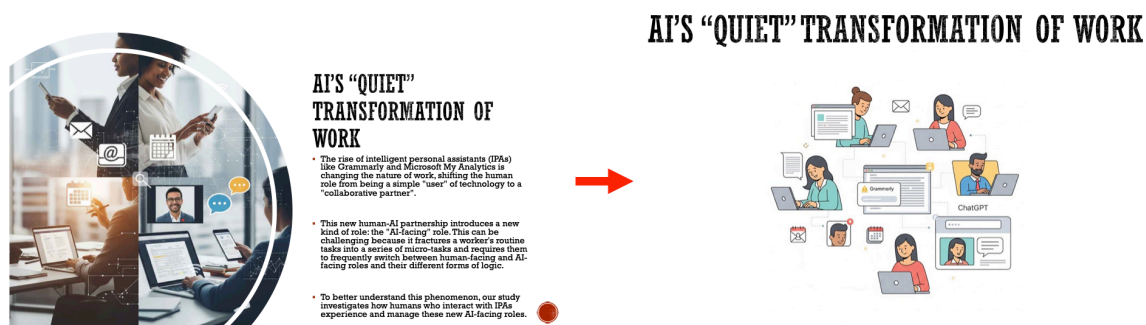 AI'S “QUIET”
TRANSFORMATION OF
WORK
▪ The rise of intelligent personal assistants (IPAs)
like Grammarly and Microsoft My Analytics is
changing the nature of work, shifting the human
role from being a simple "user" of technology to a
"collaborative partner".
▪ This new human-AI partnership introduces a new
kind of role: the "AI-facing" role. This can be
challenging because it fractures a worker's routine
tasks into a series of micro-tasks and requires them
to frequently switch between human-facing and AI-
facing roles and their different forms of logic.
▪ To better understand this phenomenon, our study
investigates how humans who interact with IPAs
experience and manage these new AI-facing roles.
@
AI'S “QUIET” TRANSFORMATION OF WORK
Grammarly
ChatGPT